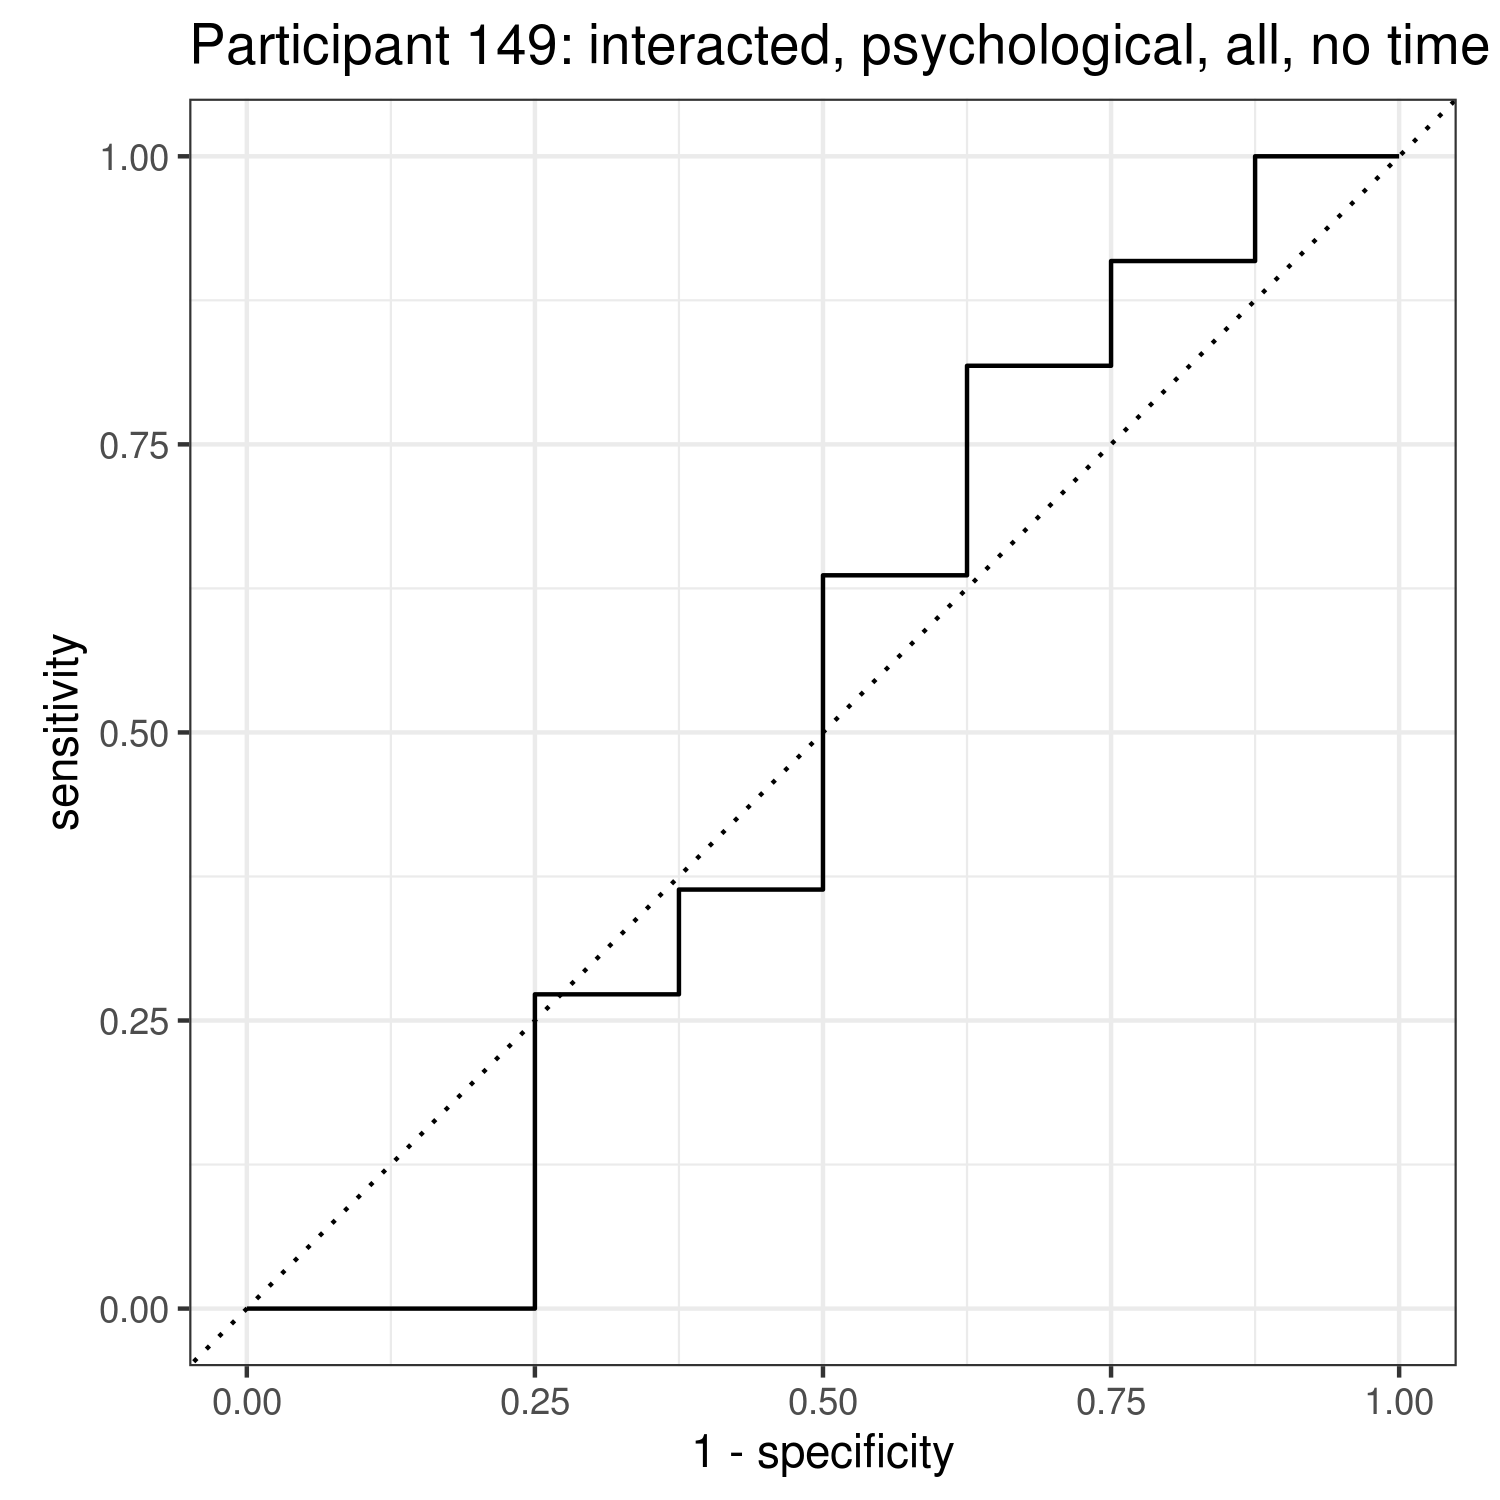 Participant 149: interacted, psychological, all, no time
1.00
0.75
0.50
0.25
0.00
sensitivity
0.00 0.25 0.50 0.75 1.00
1 - specificity